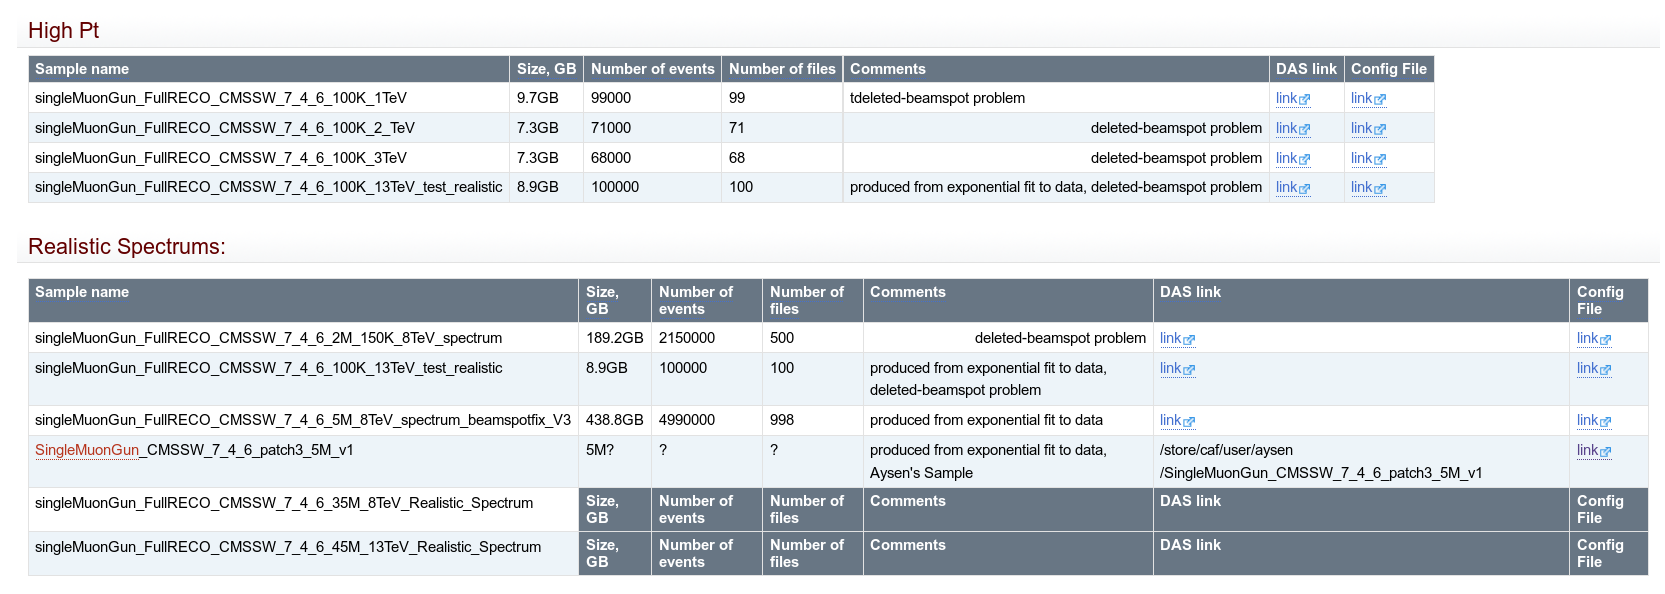 High Pt
Sample name Size, GB Number of events Number of files Comments DAS link Config File
singleMuonGun_FullRECO_CMSSW_7_4_6_100K_1TeV 9.7GB 99000 99 tdeleted-beamspot problem link link
singleMuonGun_FullRECO_CMSSW_7_4_6_100K_2_TeV 7.3GB 71000 71 deleted-beamspot problem link link
singleMuonGun_FullRECO_CMSSW_7_4_6_100K_3TeV 7.3GB 68000 68 deleted-beamspot problem link link
singleMuonGun_FullRECO_CMSSW_7_4_6_100K_13TeV_test_realistic 8.9GB 100000 100 produced from exponential fit to data, deleted-beamspot problem link link
Realistic Spectrums:
Sample name Size, Number of Number of Comments DAS link Config
GB events files File
singleMuonGun_FullRECO_CMSSW_7_4_6_2M_150K_8TeV_spectrum 189.2GB 2150000 500 deleted-beamspot problem link link
singleMuonGun_FullRECO_CMSSW_7_4_6_100K_13TeV_test_realistic 8.9GB 100000 100 produced from exponential fit to data, link link
deleted-beamspot problem
singleMuonGun_FullRECO_CMSSW_7_4_6_5M_8TeV_spectrum_beamspotfix_V3 438.8GB 4990000 998 produced from exponential fit to data link link
SingleMuonGun_CMSSW_7_4_6_patch3_5M_v1 5M? ? ? produced from exponential fit to data, /store/caf/user/aysen link
Aysen's Sample /SingleMuonGun_CMSSW_7_4_6_patch3_5M_v1
singleMuonGun_FullRECO_CMSSW_7_4_6_35M_8TeV_Realistic_Spectrum Size, Number of Number of Comments DAS link Config
GB events files File
singleMuonGun_FullRECO_CMSSW_7_4_6_45M_13TeV_Realistic_Spectrum Size, Number of Number of Comments DAS link Config
GB events files File